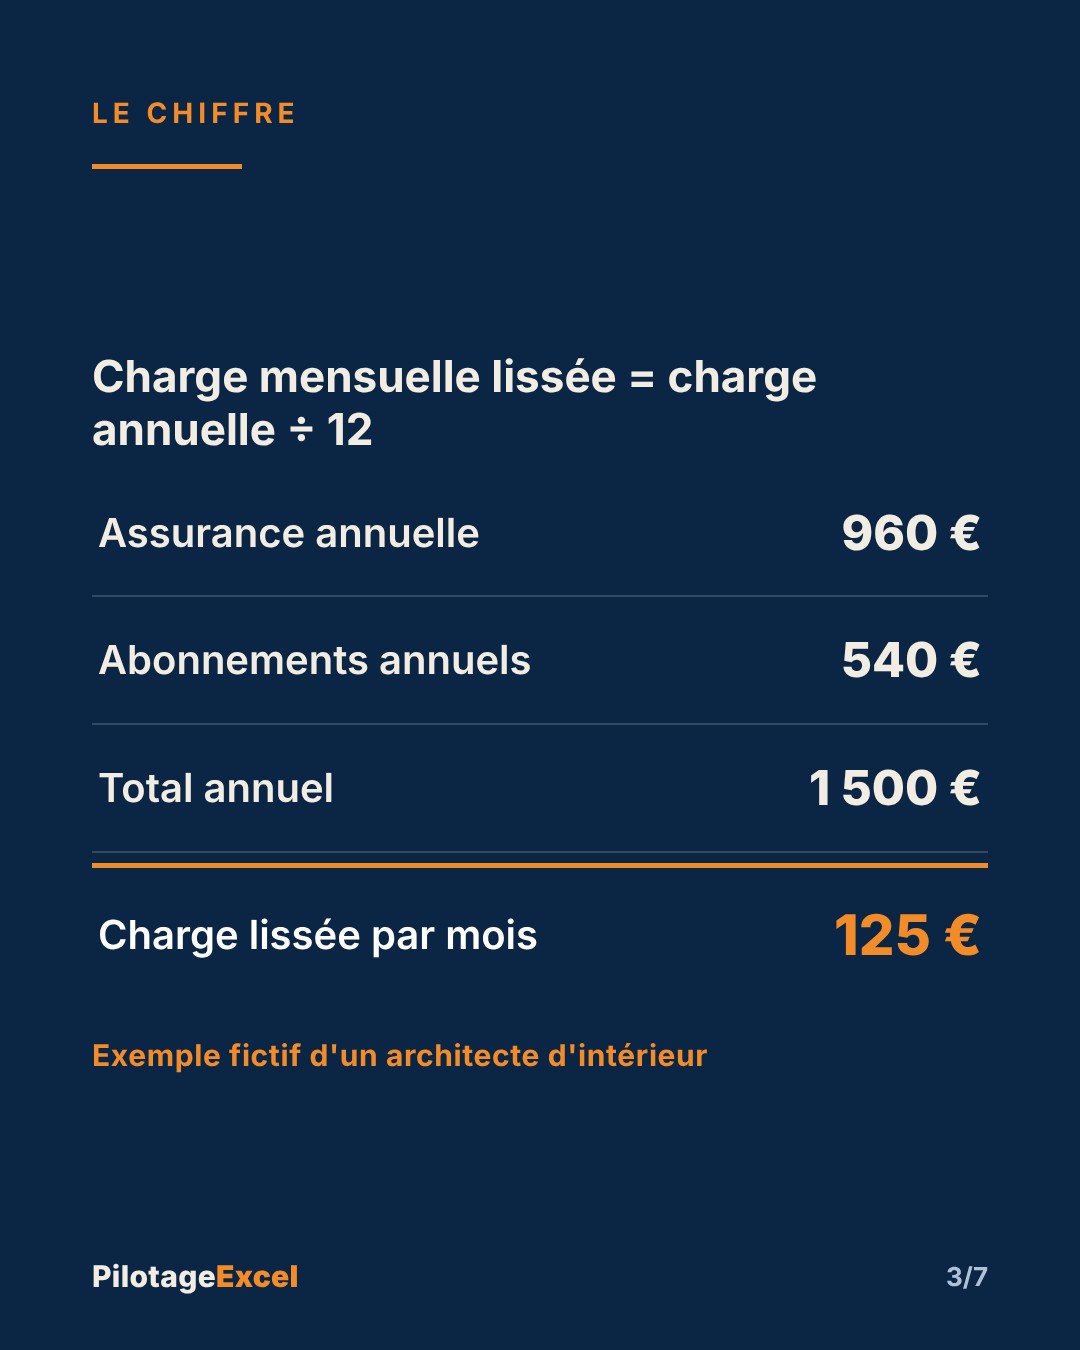 LE CHIFFRE
Charge mensuelle lissée = charge
annuelle ÷ 12
Assurance annuelle 960 €
Abonnements annuels 540 €
Total annuel 1 500 €
Charge lissée par mois 125 €
Exemple fictif d'un architecte d'intérieur
PilotageExcel 3/7